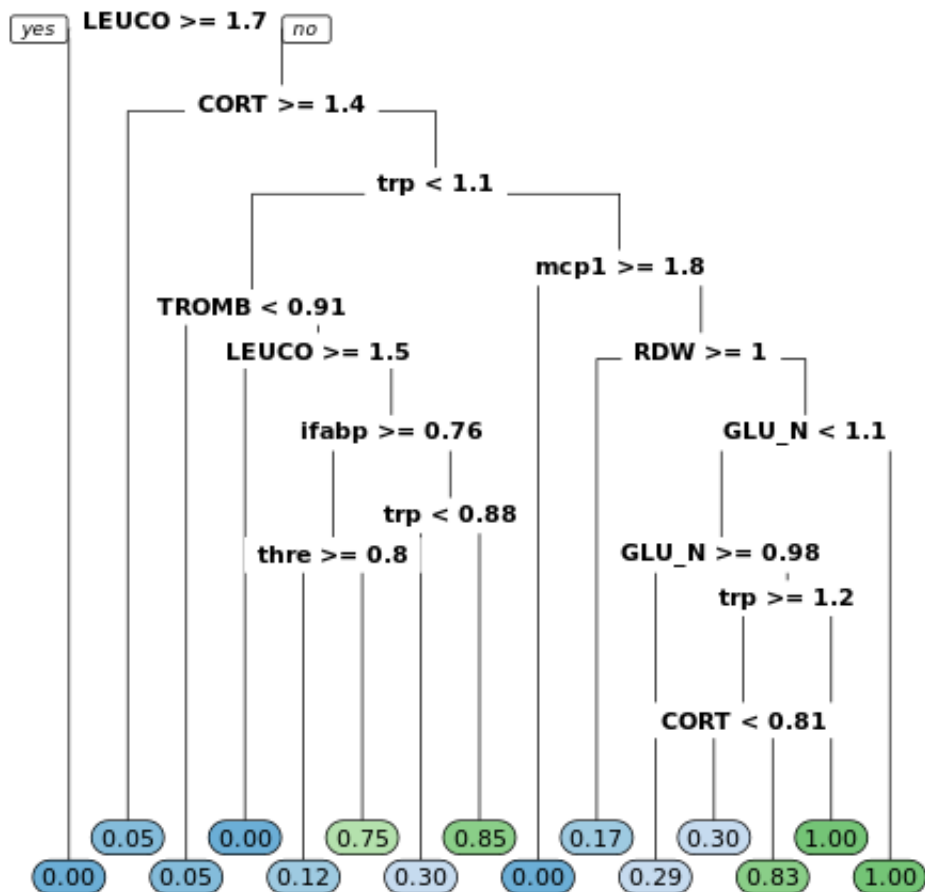 yes LEUCO >= 1.7 no
CORT >= 1.4
trp < 1.1
mcp1 >= 1.8
TROMB < 0.91
LEUCO >= 1.5 RDW >= 1
ifabp >= 0.76 GLU_N < 1.1
trp < 0.88
thre >= 0.8 GLU_N >= 0.98
trp >= 1.2
CORT < 0.81
0.05 0.00 0.75 0.85 0.17 0.30 1.00
0.00 0.05 0.12 0.30 0.00 0.29 0.83 1.00